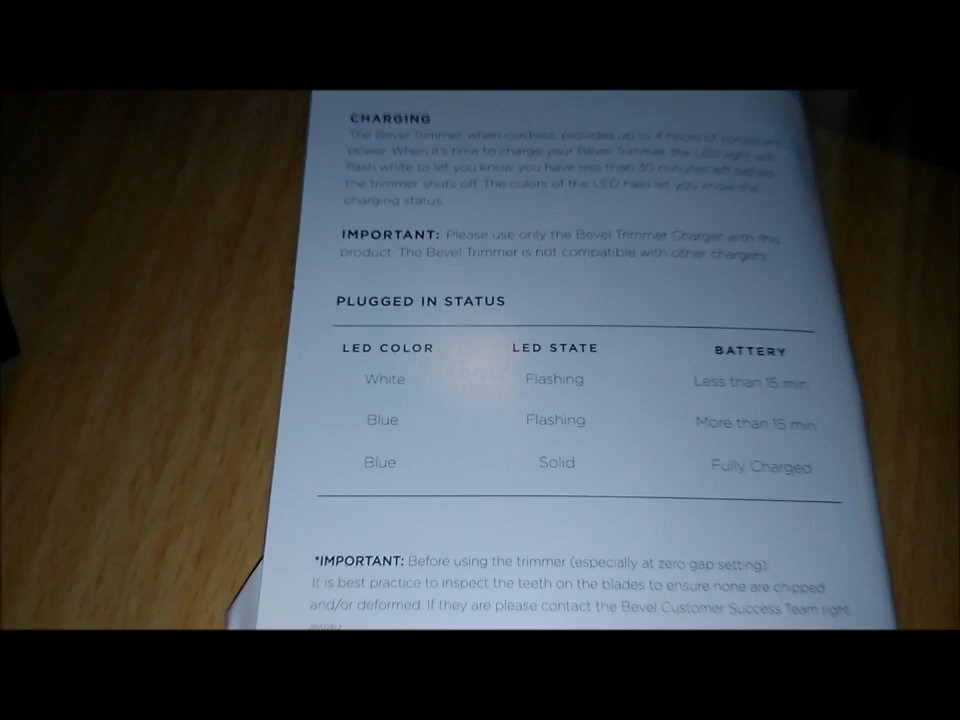 CHARGING
The Bevel Trimmer, when cordless, provides up to 4 hours of consistent
power. When it's time to charge your Bevel Trimmer, the LED light will
flash white to let you know you have less than 30 minutes left before
the trimmer shuts off. The colors of the LED halo let you know the
charging status.
IMPORTANT: Please use only the Bevel Trimmer Charger with this
product. The Bevel Trimmer is not compatible with other chargers.
PLUGGED IN STATUS
LED COLOR LED STATE BATTERY
White Flashing Less than 15 min
Blue Flashing More than 15 min
Blue Solid Fully Charged
*IMPORTANT: Before using the trimmer (especially at zero gap setting)
It is best practice to inspect the teeth on the blades to ensure none are chipped
and/or deformed. If they are please contact the Bevel Customer Success Team right
away.